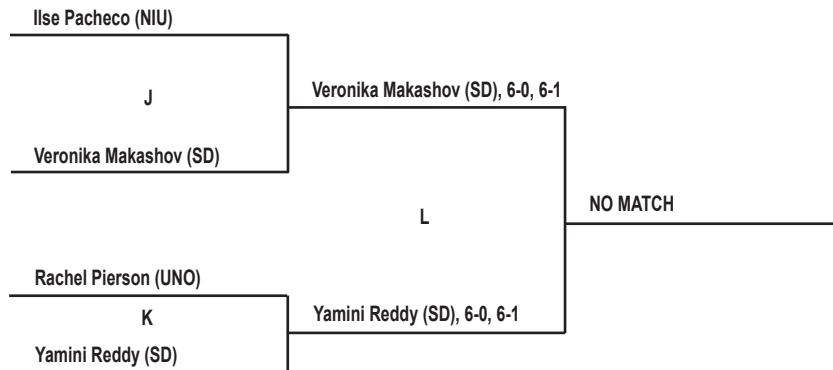 Ilse Pacheco (NIU)
J
Veronika Makashov (SD), 6-0, 6-1
Veronika Makashov (SD)
L
NO MATCH
Rachel Pierson (UNO)
K
Yamini Reddy (SD), 6-0, 6-1
Yamini Reddy (SD)